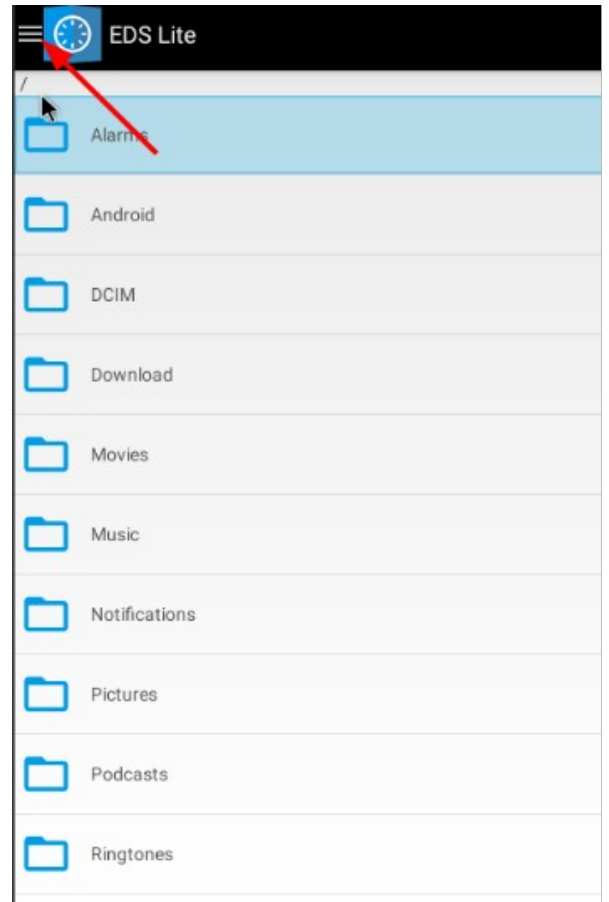 EDS Lite
/
Alarms
Android
DCIM
Download
Movies
Music
Notifications
Pictures
Podcasts
Ringtones